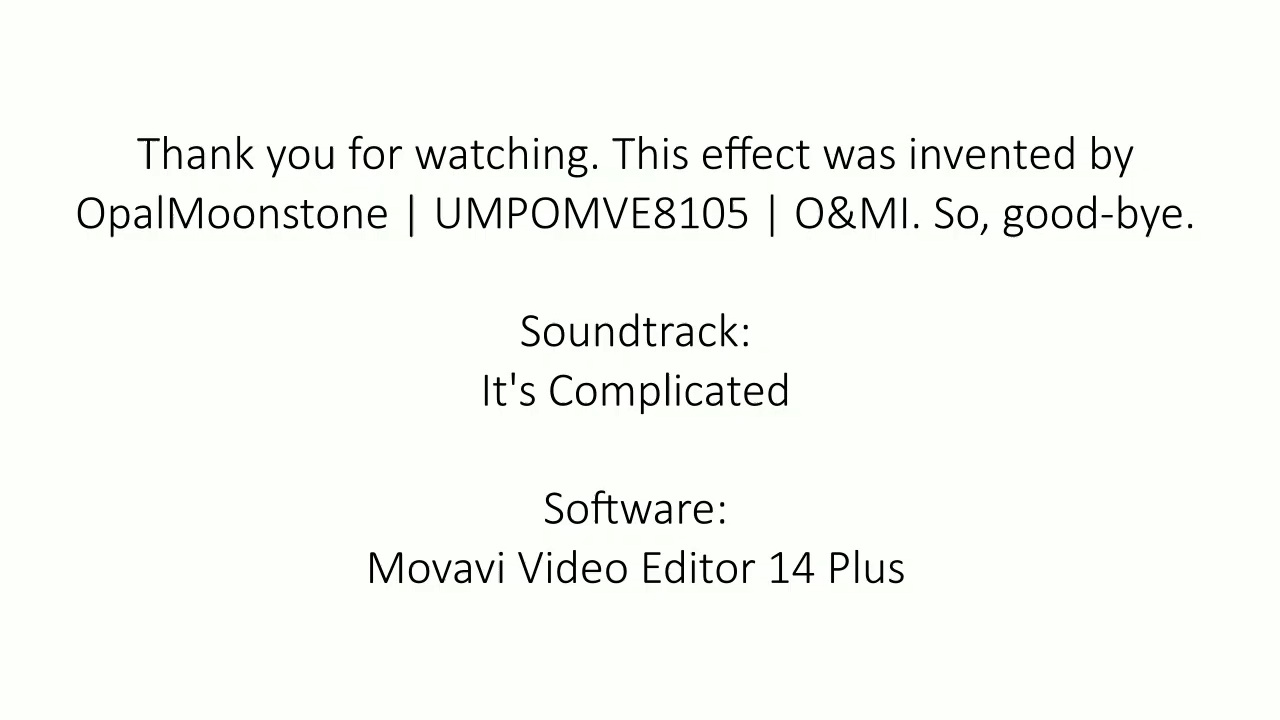 Thank you for watching. This effect was invented by
OpalMoonstone | UMPOMVE8105 | O&MI. So, good-bye.
Soundtrack:
It's Complicated
Software:
Movavi Video Editor 14 Plus